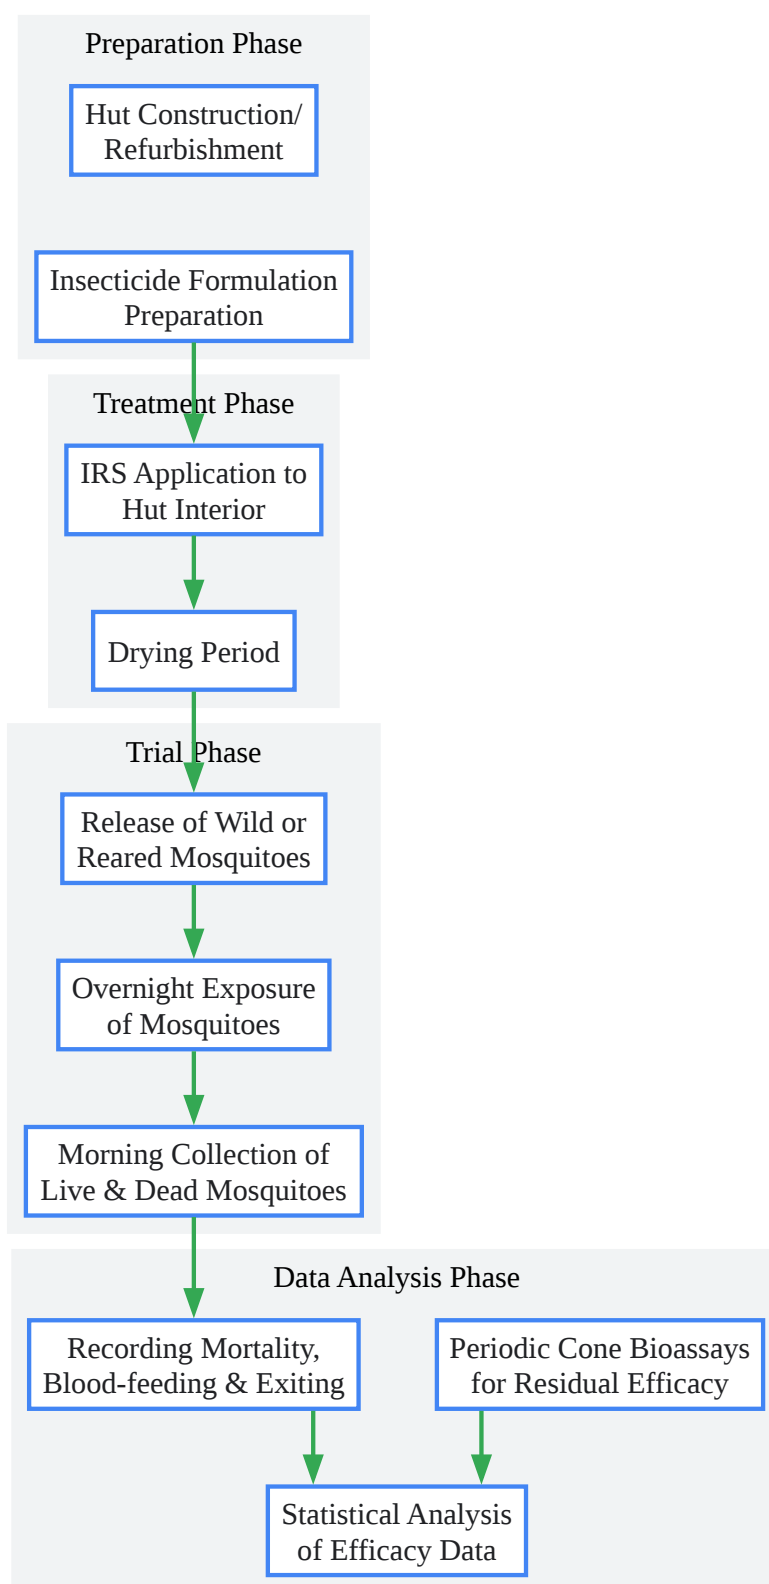 Preparation Phase
Hut Construction/
Refurbishment
Insecticide Formulation
Preparation
Treatment Phase
IRS Application to
Hut Interior
Drying Period
Trial Phase
Release of Wild or
Reared Mosquitoes
Overnight Exposure
of Mosquitoes
Morning Collection of
Live & Dead Mosquitoes
Data Analysis Phase
Recording Mortality,
Blood-feeding & Exiting
Periodic Cone Bioassays
for Residual Efficacy
Statistical Analysis
of Efficacy Data